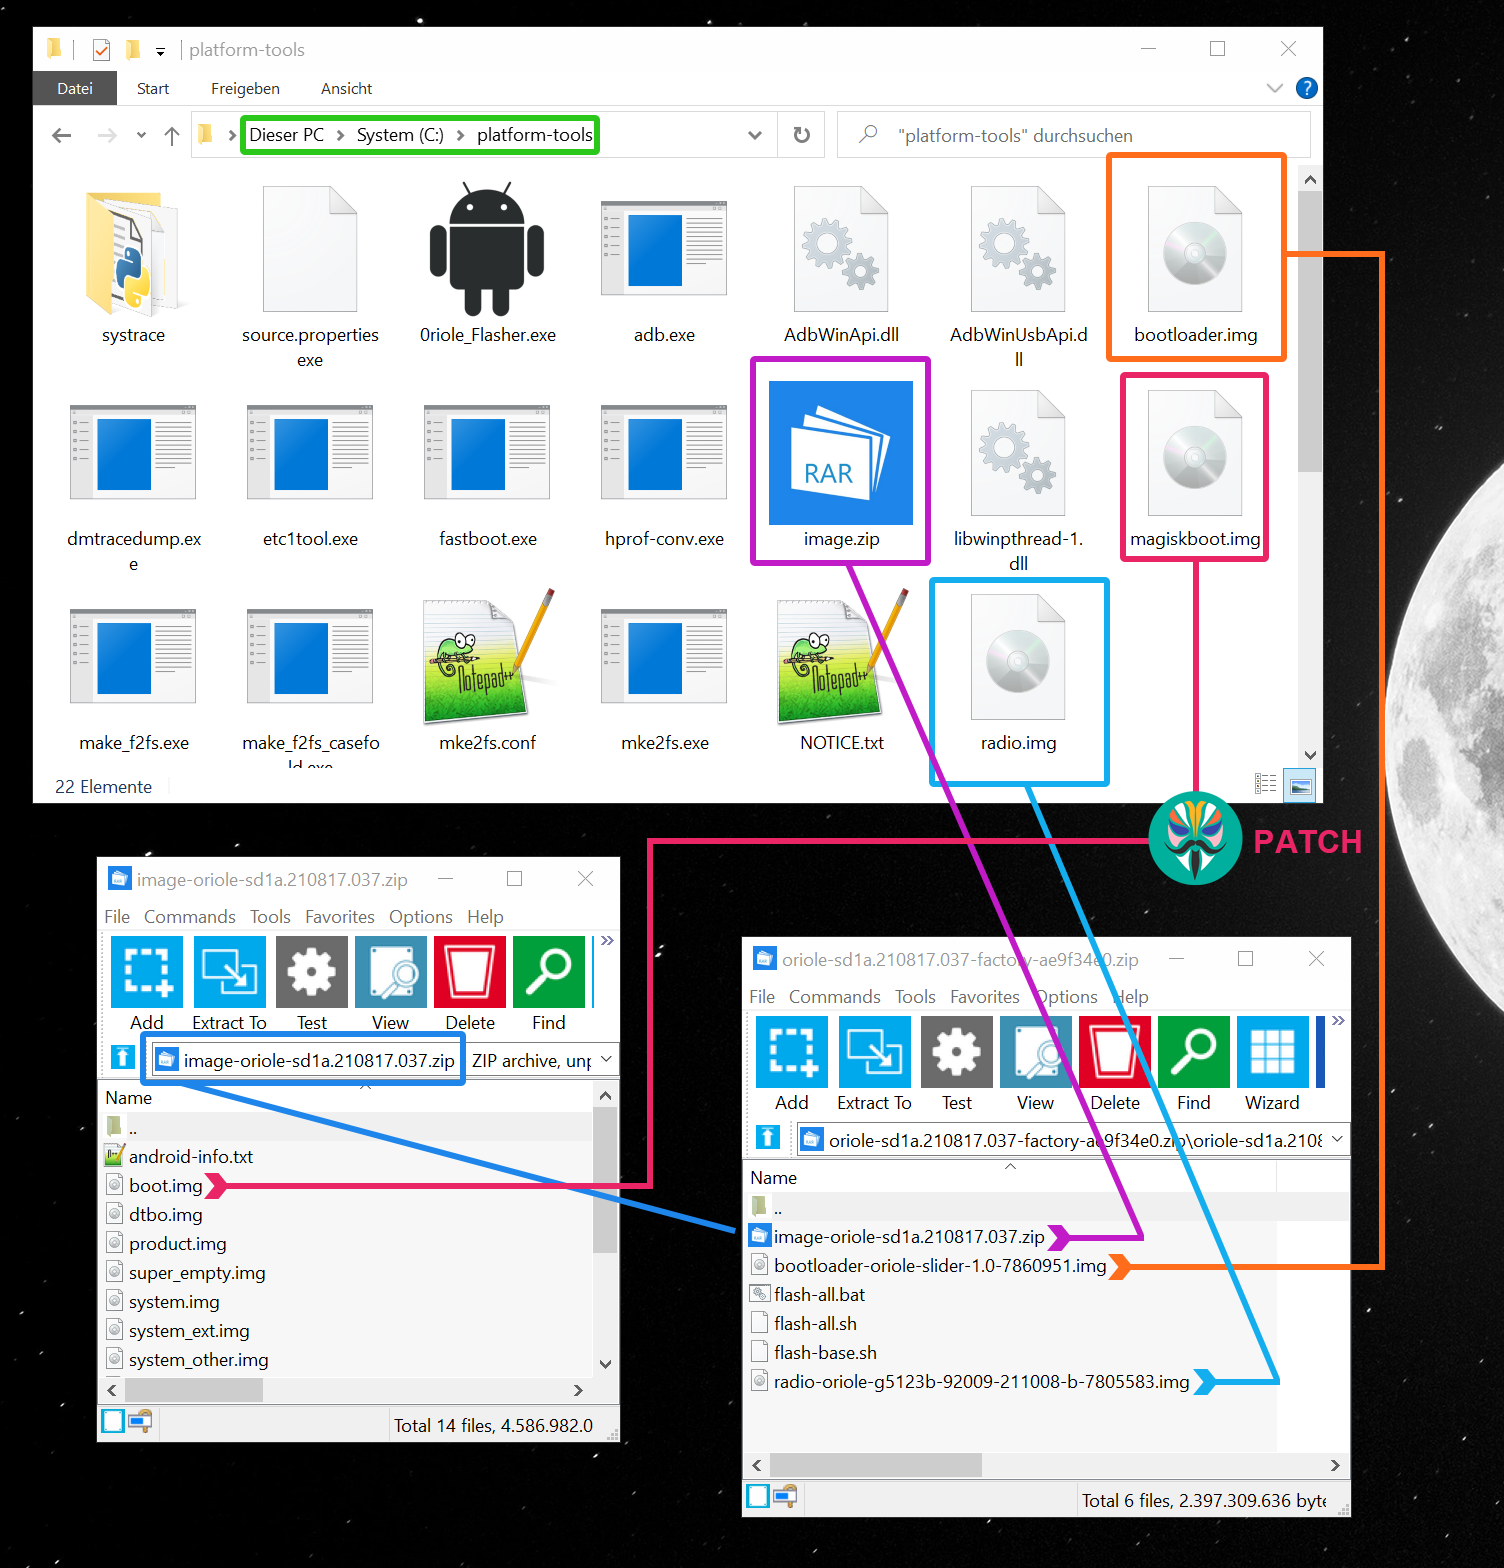 platform-tools
Datei Start Freigeben Ansicht
Dieser PC System (C:) platform-tools "platform-tools" durchsuchen
systrace source.properties 0riole_Flasher.exe adb.exe AdbWinApi.dll AdbWinUsbApi.d bootloader.img
exe ll
RAR
dmtracedump.ex etc1tool.exe fastboot.exe hprof-conv.exe image.zip libwinpthread-1. magiskboot.img
e dll
Notepad++ Notepad++
make_f2fs.exe make_f2fs_casefo mke2fs.conf mke2fs.exe NOTICE.txt radio.img
ld.exe
22 Elemente
PATCH
image-oriole-sd1a.210817.037.zip
File Commands Tools Favorites Options Help
Add Extract To Test View Delete Find
image-oriole-sd1a.210817.037.zip ZIP archive, unp
Name
..
android-info.txt
boot.img
dtbo.img
product.img
super_empty.img
system.img
system_ext.img
system_other.img
Total 14 files, 4.586.982.0
oriole-sd1a.210817.037-factory-ae9f34e0.zip
File Commands Tools Favorites Options Help
Add Extract To Test View Delete Find Wizard
oriole-sd1a.210817.037-factory-ae9f34e0.zip\oriole-sd1a.2108
Name
..
image-oriole-sd1a.210817.037.zip
bootloader-oriole-slider-1.0-7860951.img
flash-all.bat
flash-all.sh
flash-base.sh
radio-oriole-g5123b-92009-211008-b-7805583.img
Total 6 files, 2.397.309.636 byte